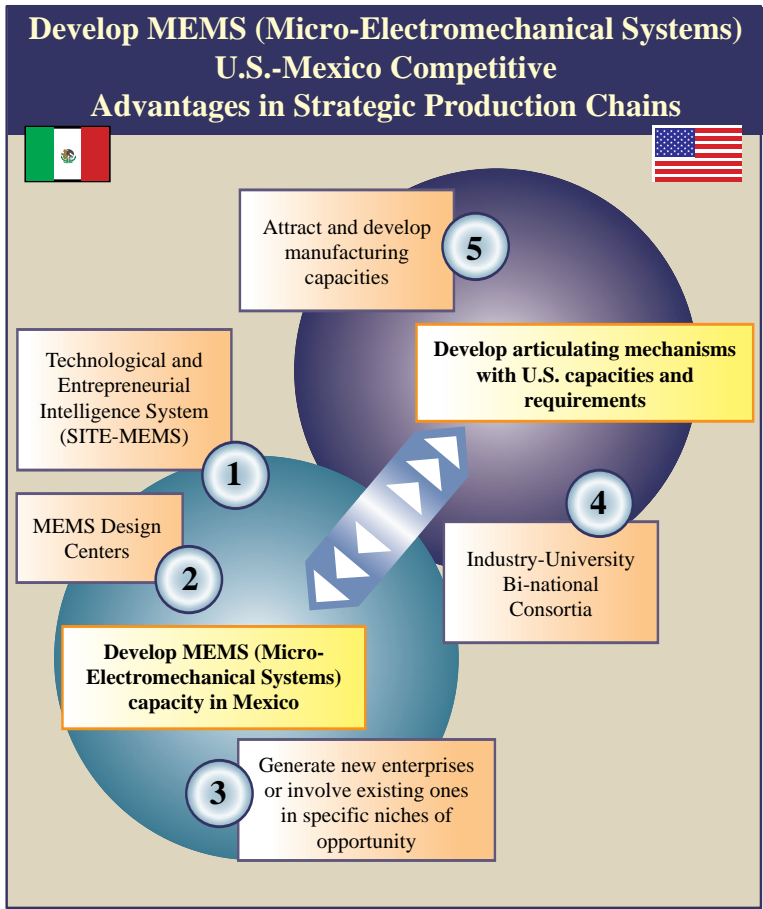 Develop MEMS (Micro-Electromechanical Systems)
U.S.-Mexico Competitive
Advantages in Strategic Production Chains
Attract and develop
manufacturing
capacities
5
Develop articulating mechanisms
with U.S. capacities and
requirements
Technological and
Entrepreneurial
Intelligence System
(SITE-MEMS)
1
MEMS Design
Centers
2
4
Industry-University
Bi-national
Consortia
Develop MEMS (Micro-
Electromechanical Systems)
capacity in Mexico
3
Generate new enterprises
or involve existing ones
in specific niches of
opportunity